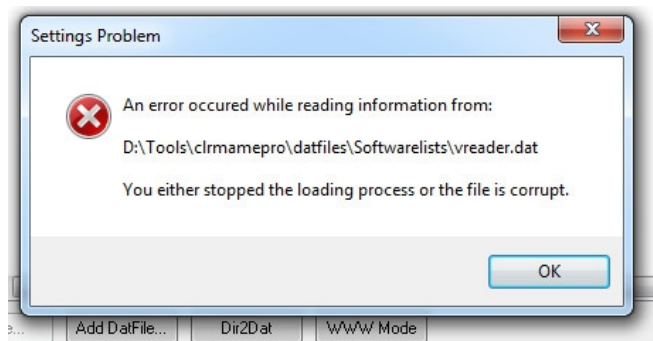 Settings Problem
An error occured while reading information from:
D:\Tools\clrmamepro\datfiles\Softwarelists\vreader.dat
You either stopped the loading process or the file is corrupt.
OK
Add DatFile... Dir2Dat WWW Mode